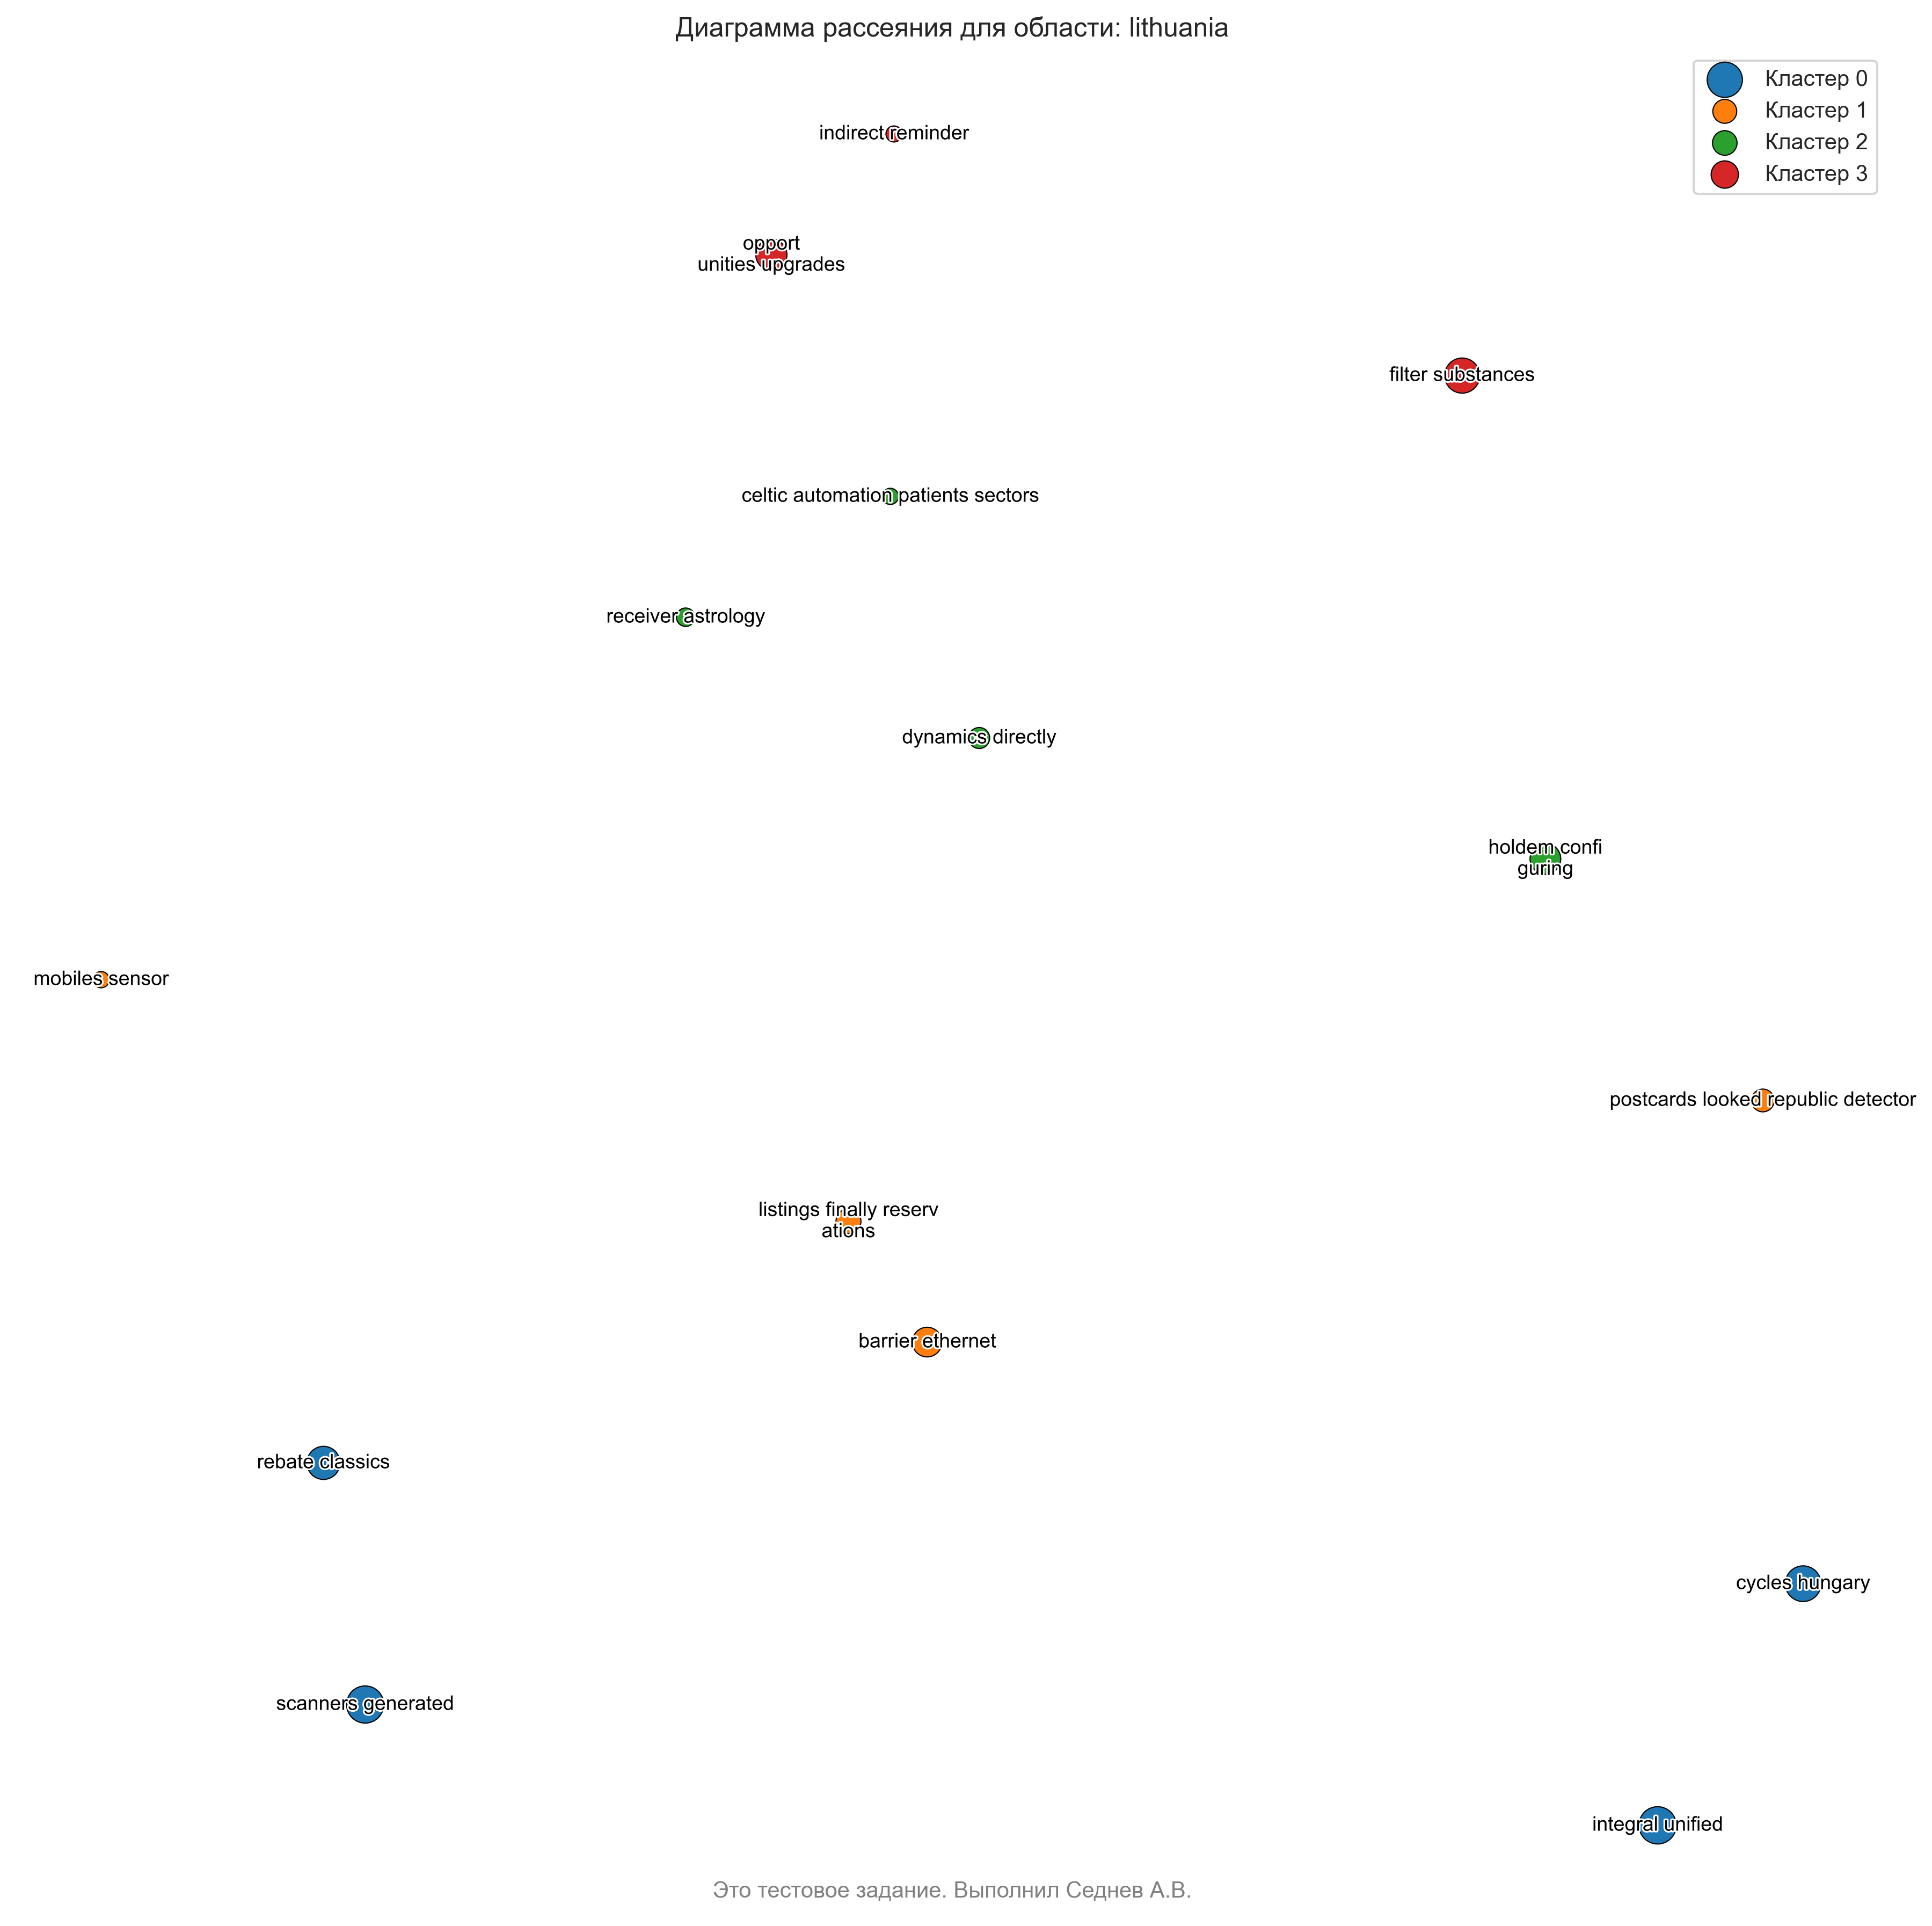 Диаграмма рассеяния для области: lithuania
Кластер 0
Кластер 1
Кластер 2
Кластер 3
indirect reminder
opport
unities upgrades
filter substances
celtic automation patients sectors
receiver astrology
dynamics directly
holdem confi
guring
mobiles sensor
postcards looked republic detector
listings finally reserv
ations
barrier ethernet
rebate classics
cycles hungary
scanners generated
integral unified
Это тестовое задание. Выполнил Седнев А.В.